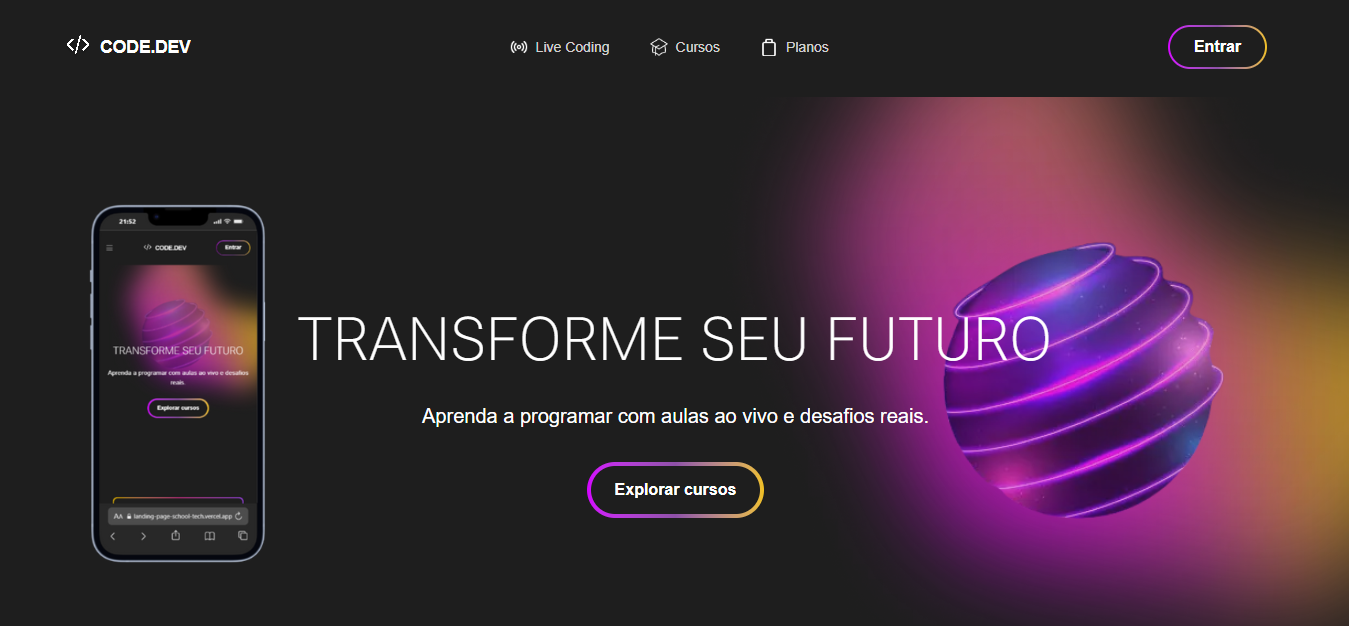 </> CODE.DEV
Live Coding
Cursos
Planos
Entrar
21:52
</> CODE.DEV
Entrar
TRANSFORME SEU FUTURO
Aprenda a programar com aulas ao vivo e desafios
reais.
Explorar cursos
AA landing-page-school-tech.vercel.app
TRANSFORME SEU FUTURO
Aprenda a programar com aulas ao vivo e desafios reais.
Explorar cursos